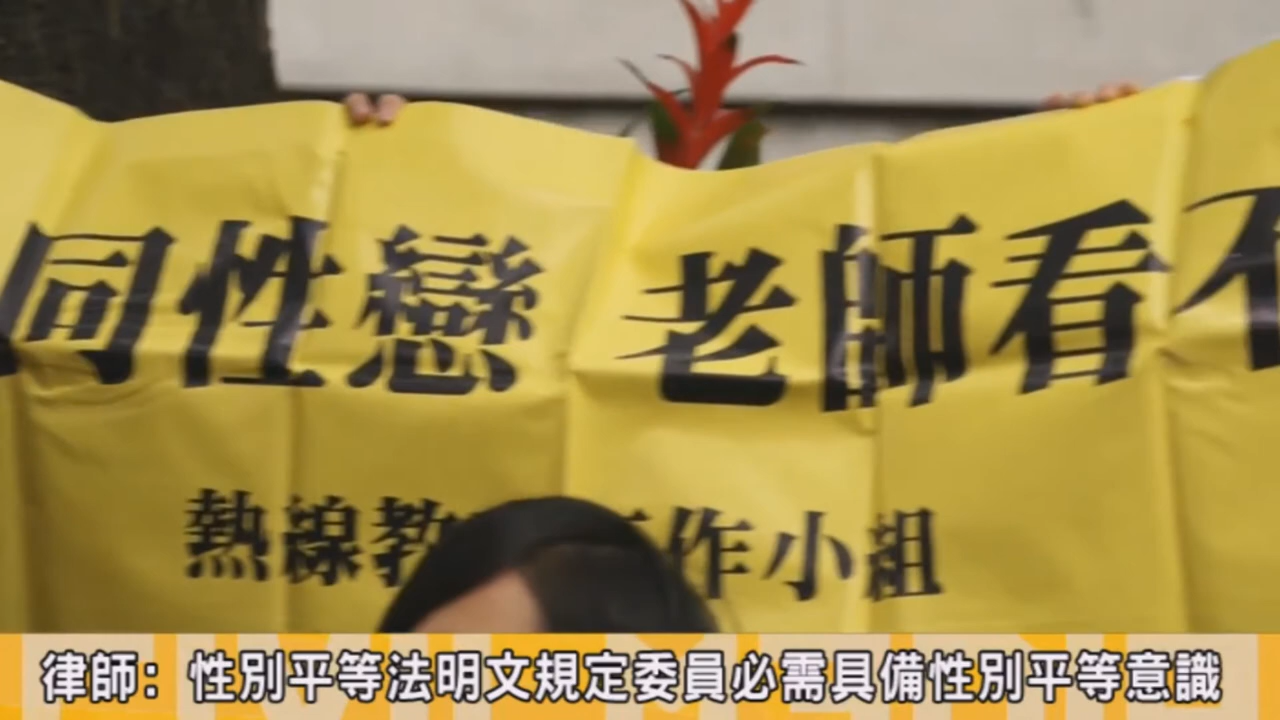 同性戀 老師看不
熱線教 作小組
律師：性別平等法明文規定委員必需具備性別平等意識